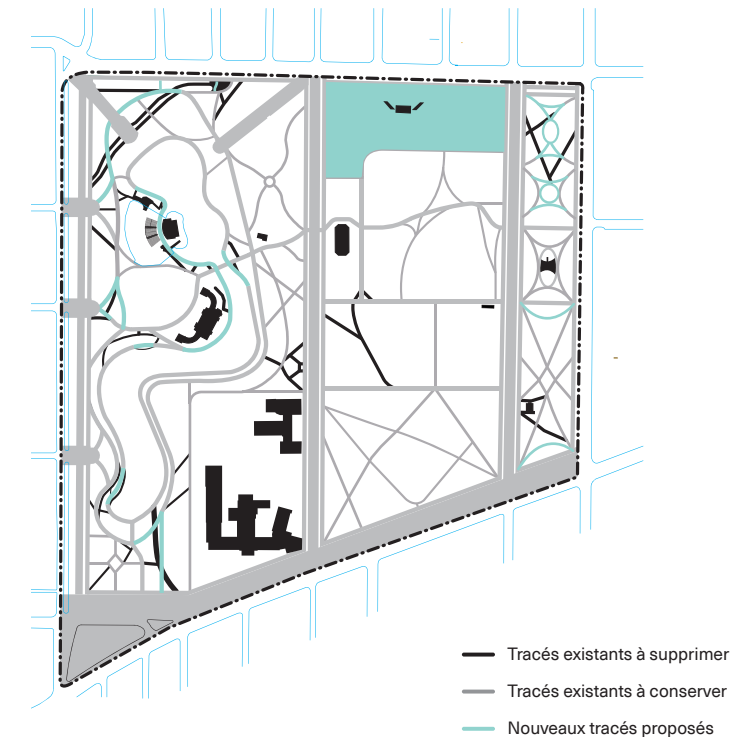 Tracés existants à supprimer
Tracés existants à conserver
Nouveaux tracés proposés